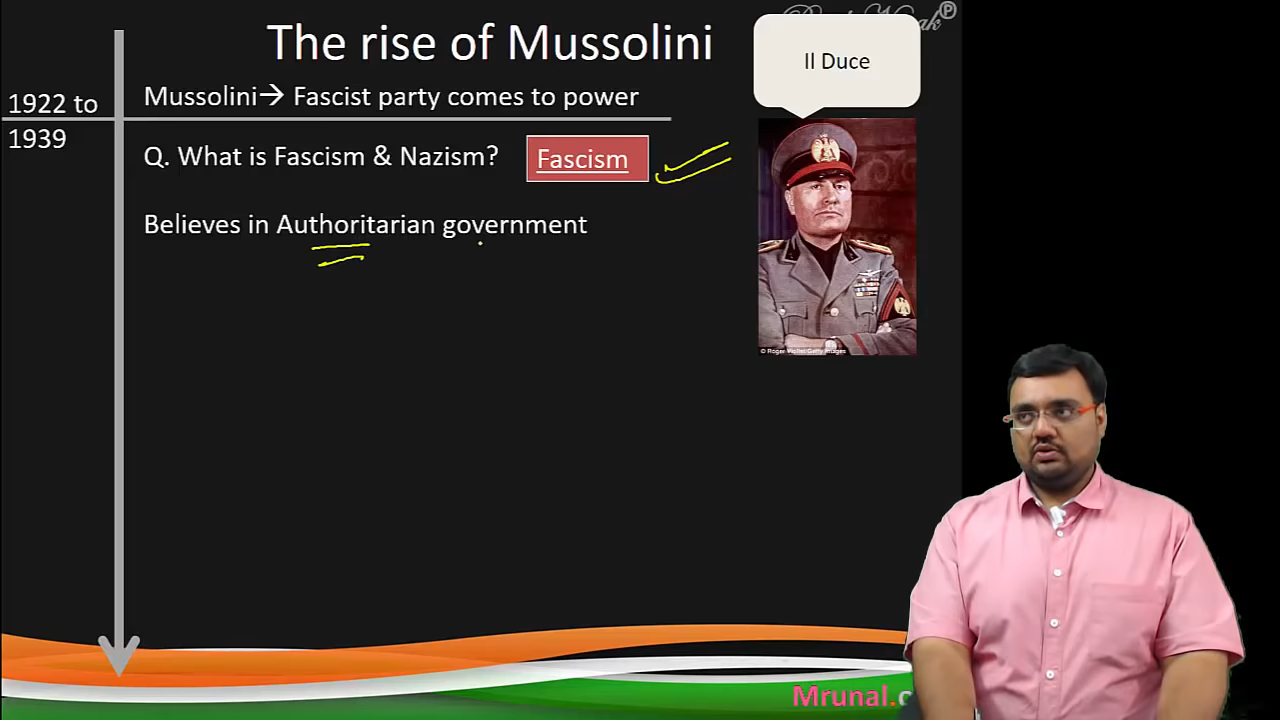 The rise of Mussolini
Il Duce
1922 to
1939
Mussolini→ Fascist party comes to power
Q. What is Fascism & Nazism?
Fascism
Believes in Authoritarian government
Mrunal.